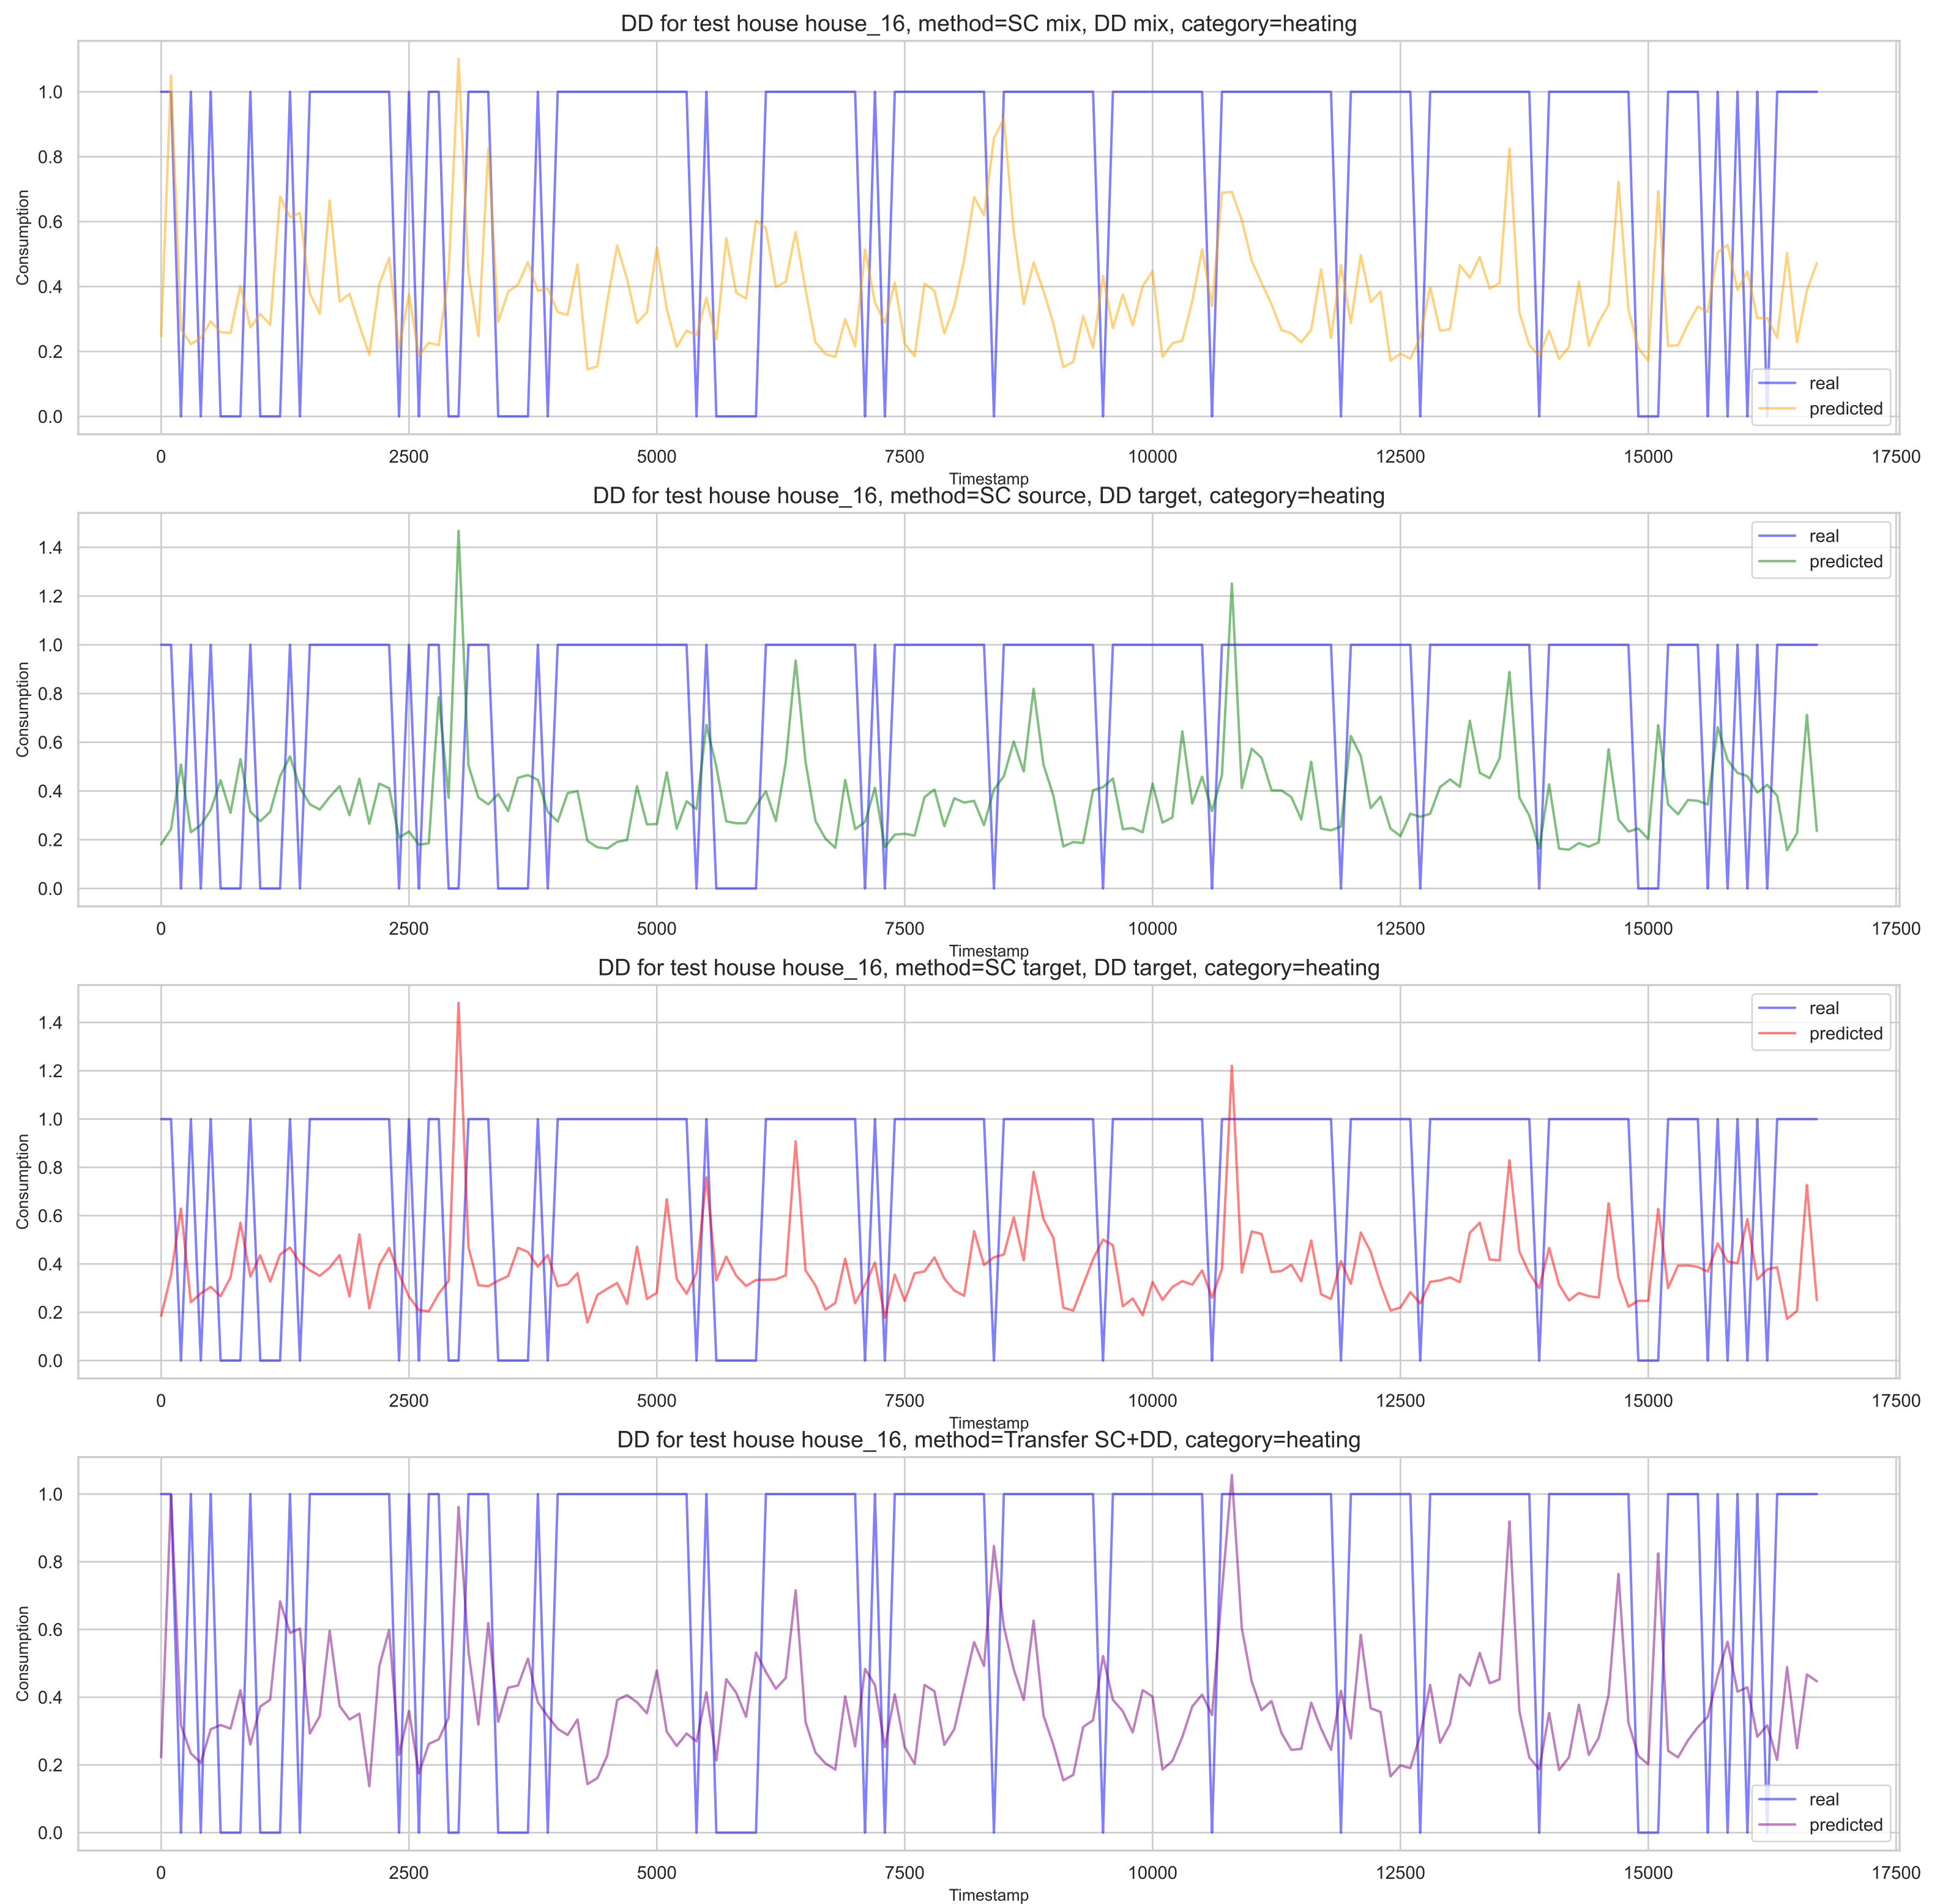 DD for test house house_16, method=SC mix, DD mix, category=heating
Consumption
1.0
0.8
0.6
0.4
0.2
0.0
real
predicted
0 2500 5000 7500 10000 12500 15000 17500
Timestamp
DD for test house house_16, method=SC source, DD target, category=heating
Consumption
1.4
1.2
1.0
0.8
0.6
0.4
0.2
0.0
real
predicted
0 2500 5000 7500 10000 12500 15000 17500
Timestamp
DD for test house house_16, method=SC target, DD target, category=heating
Consumption
1.4
1.2
1.0
0.8
0.6
0.4
0.2
0.0
real
predicted
0 2500 5000 7500 10000 12500 15000 17500
Timestamp
DD for test house house_16, method=Transfer SC+DD, category=heating
Consumption
1.0
0.8
0.6
0.4
0.2
0.0
real
predicted
0 2500 5000 7500 10000 12500 15000 17500
Timestamp